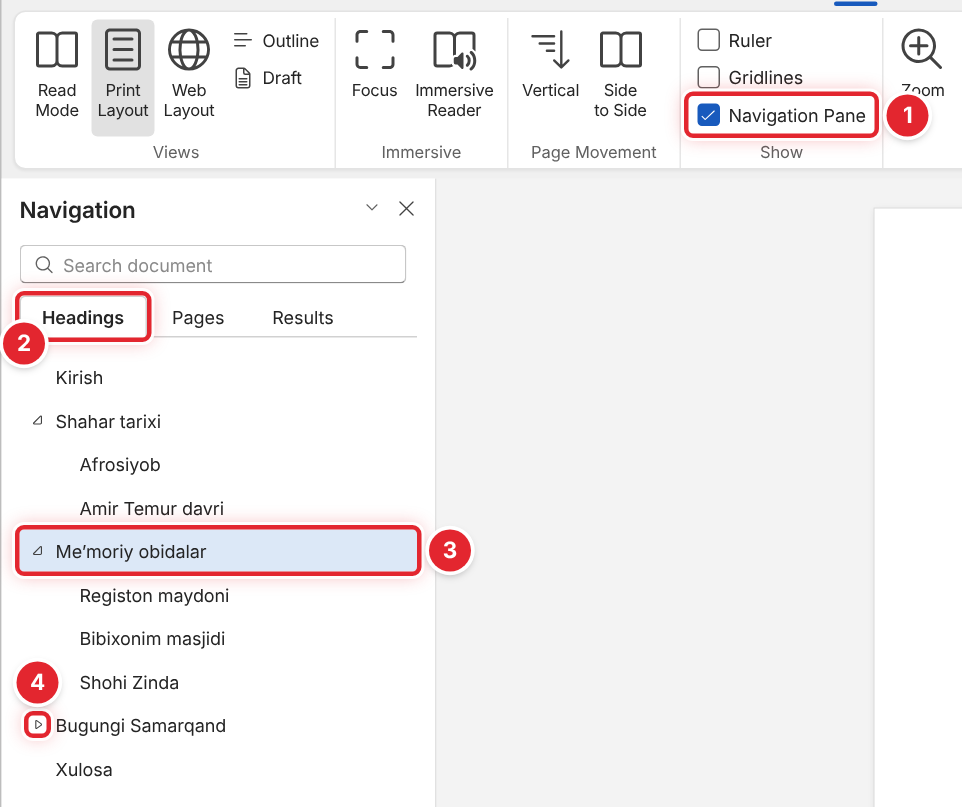 Read Mode
Print Layout
Web Layout
Outline
Draft
Views
Focus
Immersive Reader
Immersive
Vertical
Side to Side
Page Movement
Ruler
Gridlines
Navigation Pane
1
Show
Zoom
Navigation
Search document
Headings
Pages
Results
2
Kirish
Shahar tarixi
Afrosiyob
Amir Temur davri
Me’moriy obidalar
3
Registon maydoni
Bibixonim masjidi
4
Shohi Zinda
Bugungi Samarqand
Xulosa